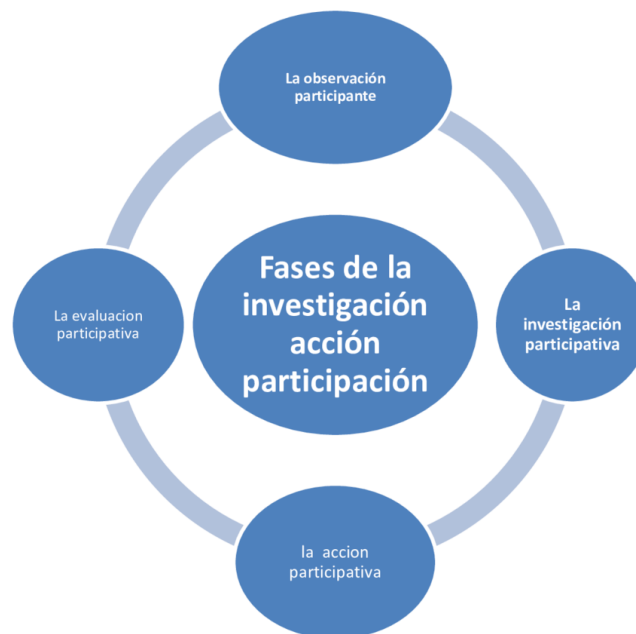 La observación
participante
Fases de la
investigación
acción
participación
La
investigación
participativa
la accion
participativa
La evaluacion
participativa